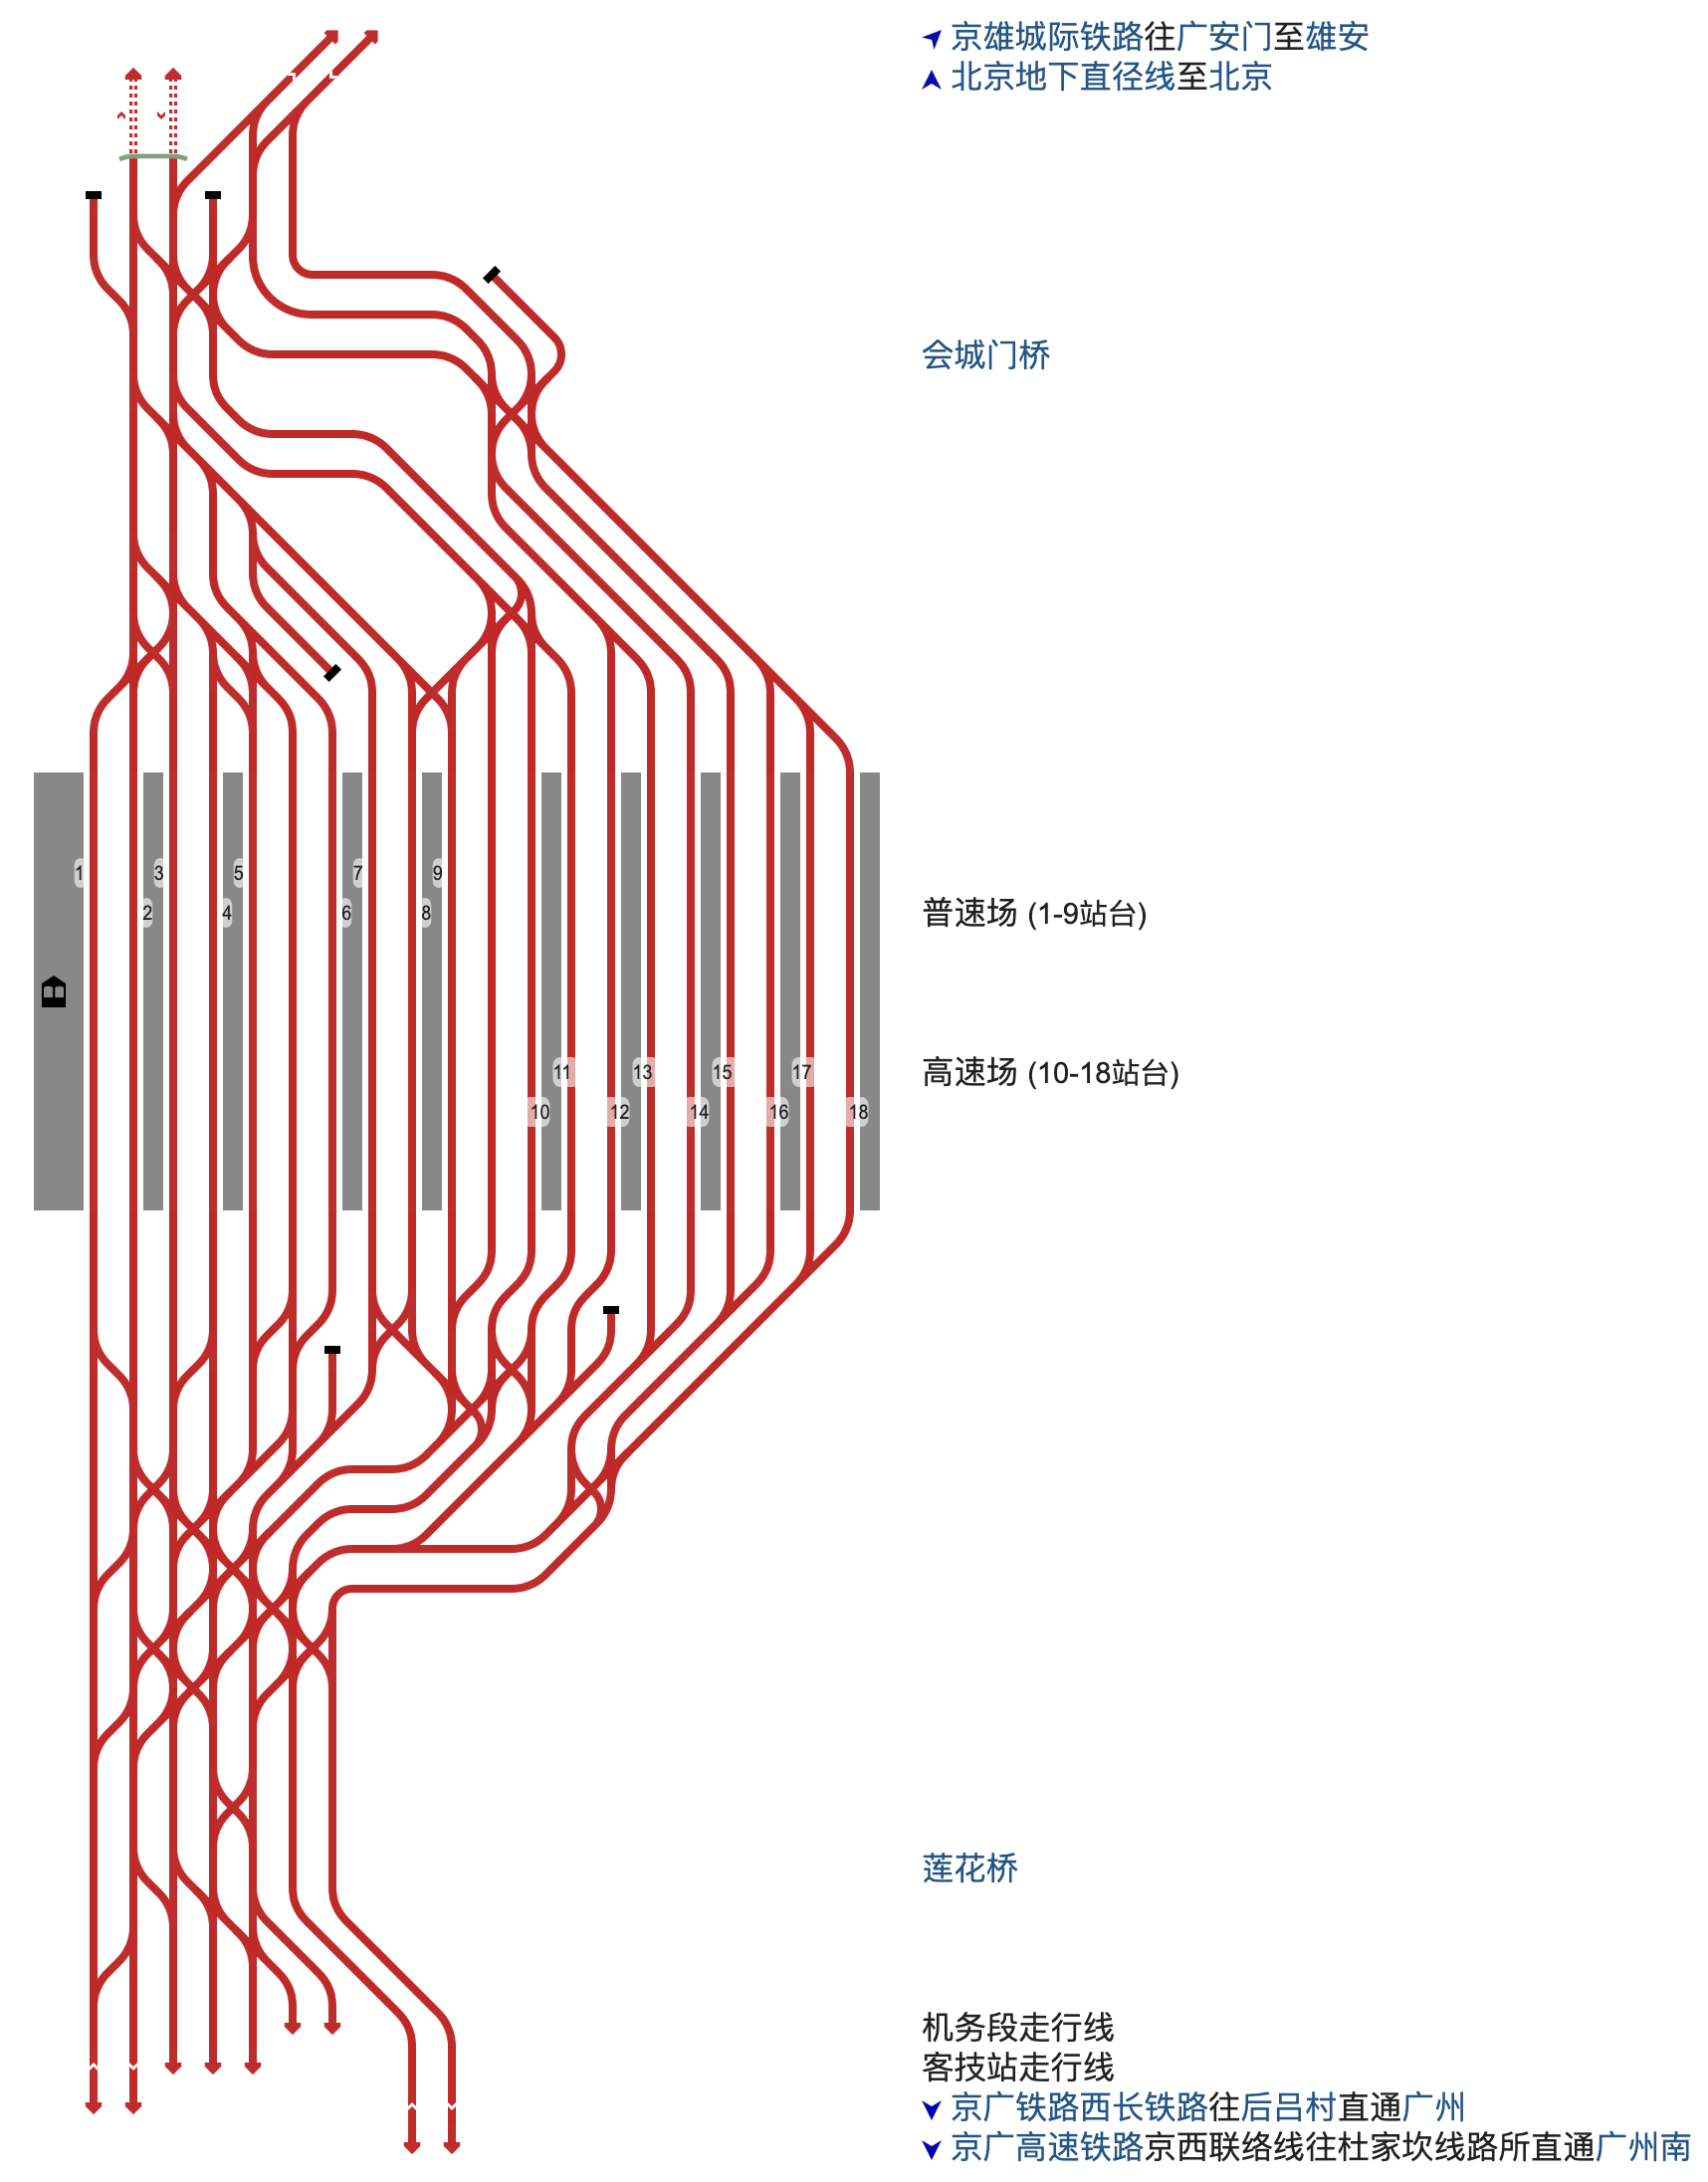 京雄城际铁路往广安门至雄安
北京地下直径线至北京
会城门桥
1
3
5
7
9
2
4
6
8
普速场 (1-9站台)
11
13
15
17
高速场 (10-18站台)
10
12
14
16
18
莲花桥
机务段走行线
客技站走行线
京广铁路西长铁路往后吕村直通广州
京广高速铁路京西联络线往杜家坎线路所直通广州南